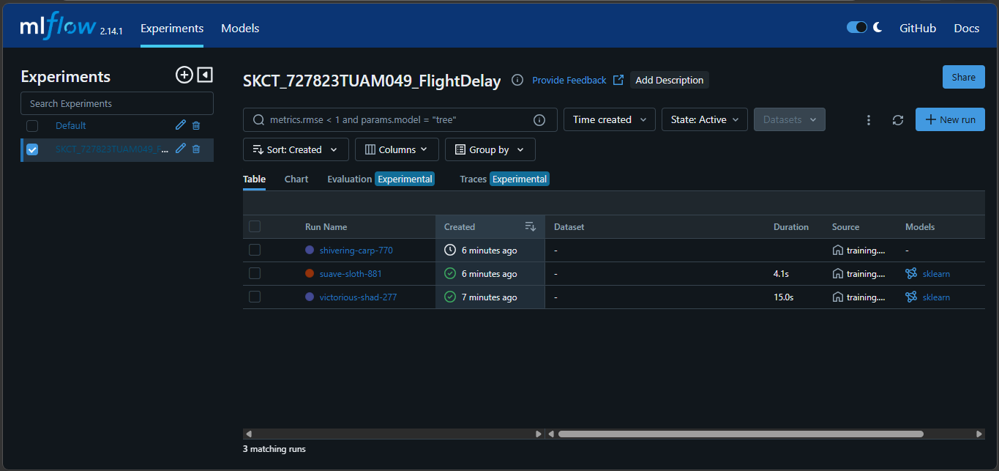 mlflow 2.14.1 Experiments Models GitHub Docs
Experiments
Search Experiments
Default
SKCT_727823TUAM049_F...
SKCT_727823TUAM049_FlightDelay Provide Feedback Add Description Share
metrics.rmse < 1 and params.model = "tree" Time created State: Active Datasets New run
Sort: Created Columns Group by
Table Chart Evaluation Experimental Traces Experimental
Run Name Created Dataset Duration Source Models
shivering-carp-770 6 minutes ago - training.... -
suave-sloth-881 6 minutes ago - 4.1s training.... sklearn
victorious-shad-277 7 minutes ago - 15.0s training.... sklearn
3 matching runs